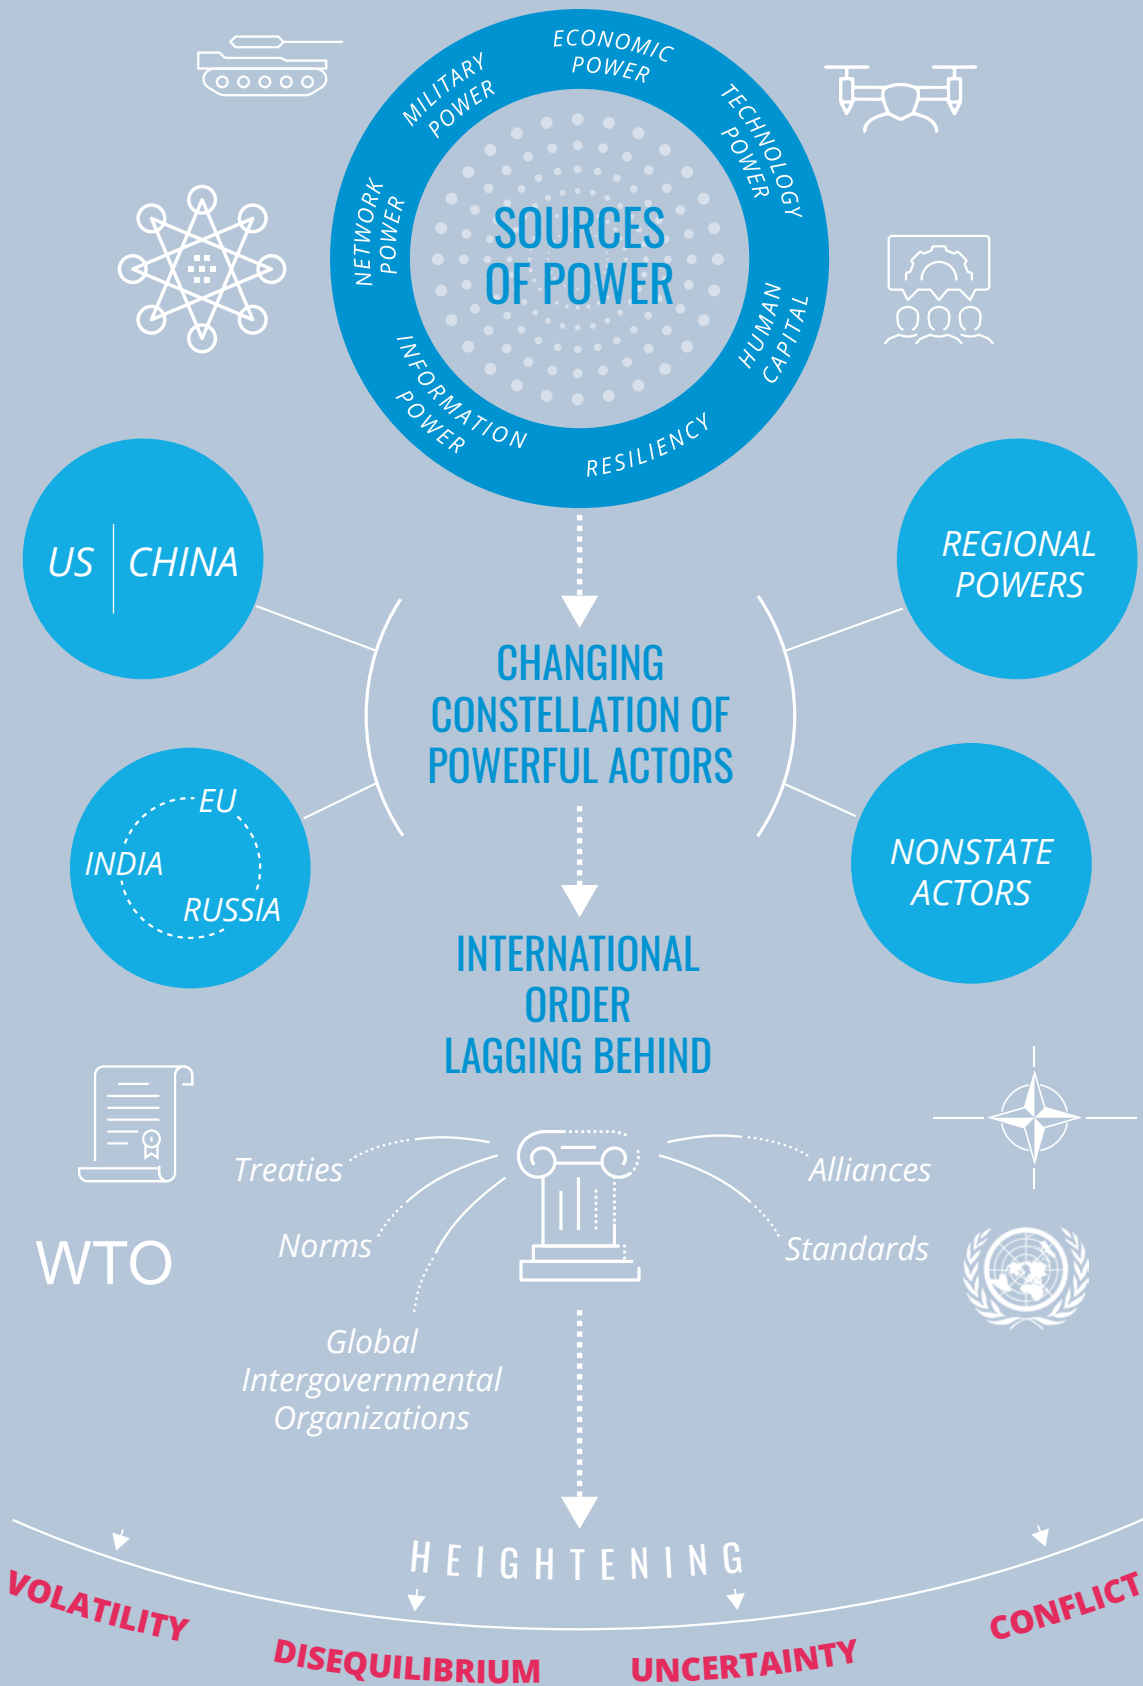 ECONOMIC
POWER
MILITARY
POWER
TECHNOLOGY
POWER
NETWORK
POWER
SOURCES
OF POWER
HUMAN
CAPITAL
INFORMATION
POWER
RESILIENCY
US
CHINA
REGIONAL
POWERS
CHANGING
CONSTELLATION OF
POWERFUL ACTORS
EU
INDIA
RUSSIA
NONSTATE
ACTORS
INTERNATIONAL
ORDER
LAGGING BEHIND
Treaties
Alliances
Norms
Standards
WTO
Global
Intergovernmental
Organizations
HEIGHTENING
VOLATILITY
DISEQUILIBRIUM
UNCERTAINTY
CONFLICT